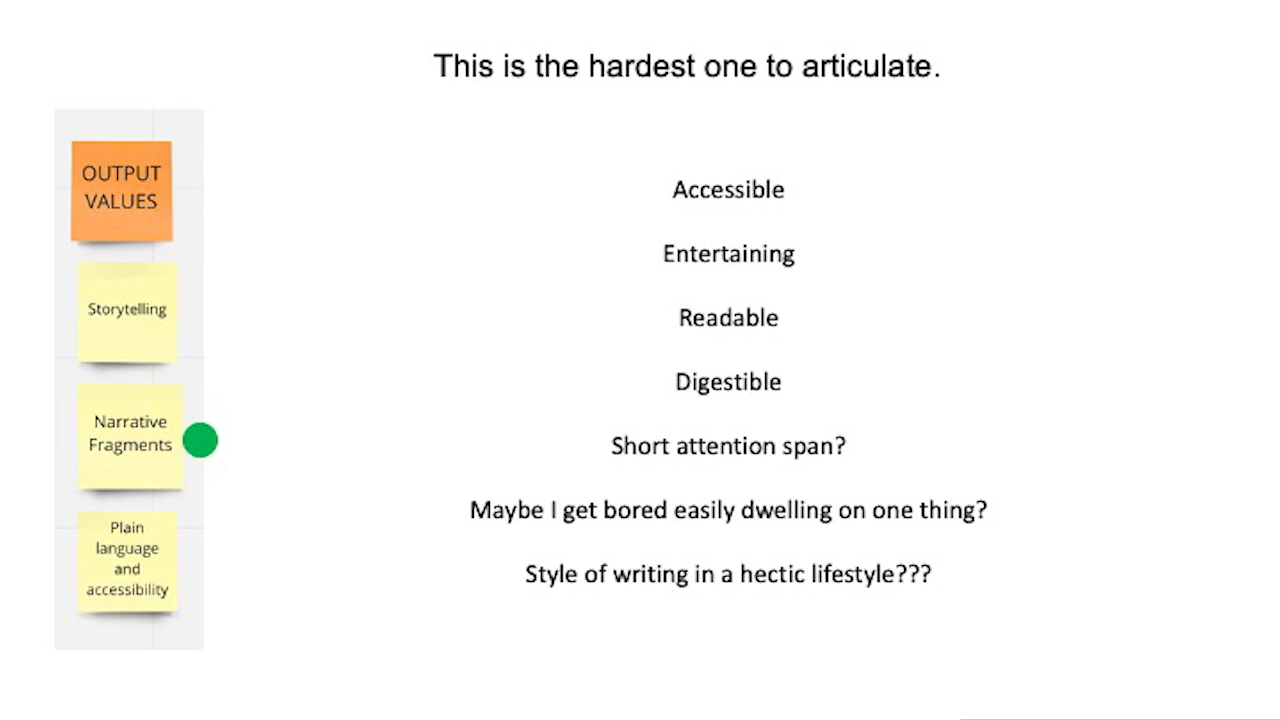 This is the hardest one to articulate.
OUTPUT
VALUES
Storytelling
Narrative
Fragments
Plain
language
and
accessibility
Accessible
Entertaining
Readable
Digestible
Short attention span?
Maybe I get bored easily dwelling on one thing?
Style of writing in a hectic lifestyle???